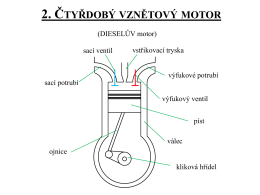 2. ČTYŘDOBÝ VZNĚTOVÝ MOTOR
(DIESELŮV motor)
sací ventil
vstřikovací tryska
sací potrubí
výfukové potrubí
výfukový ventil
píst
válec
ojnice
kliková hřídel